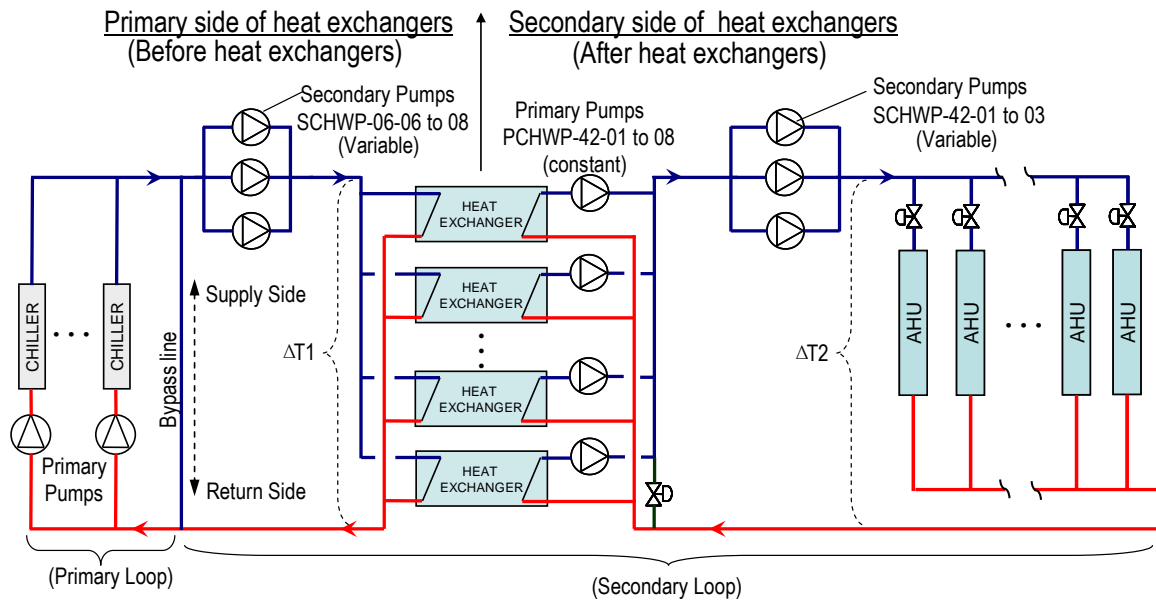 Primary side of heat exchangers
(Before heat exchangers)
Secondary side of heat exchangers
(After heat exchangers)
Secondary Pumps
SCHWP-06-06 to 08
(Variable)
Primary Pumps
PCHWP-42-01 to 08
(constant)
Secondary Pumps
SCHWP-42-01 to 03
(Variable)
HEAT
EXCHANGER
HEAT
EXCHANGER
HEAT
EXCHANGER
HEAT
EXCHANGER
CHILLER
CHILLER
Bypass line
Supply Side
Return Side
ΔT1
ΔT2
AHU
AHU
AHU
AHU
Primary
Pumps
(Primary Loop)
(Secondary Loop)